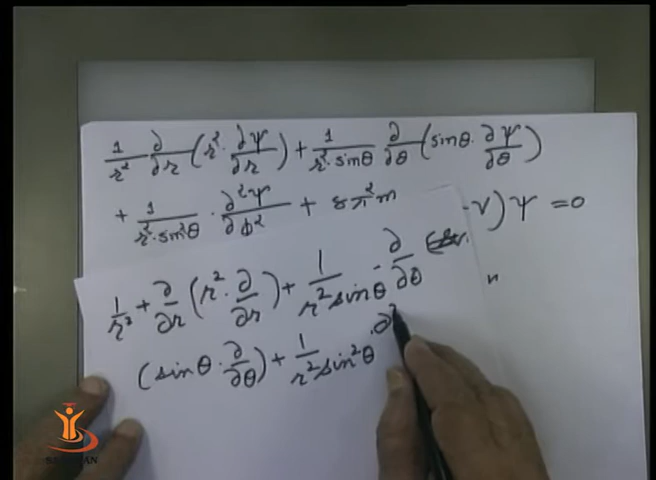 1/r² ∂/∂r (r² · ∂Ψ/∂r) + 1/r²·sinθ ∂/∂θ (sinθ · ∂Ψ/∂θ)
+ 1/r²·sin²θ · ∂²Ψ/∂φ² + 8π²m -V)Ψ = 0
1/r² + ∂/∂r (r² · ∂/∂r) + 1/r² sinθ · ∂/∂θ
(sinθ · ∂/∂θ) + 1/r² sin²θ · ∂²